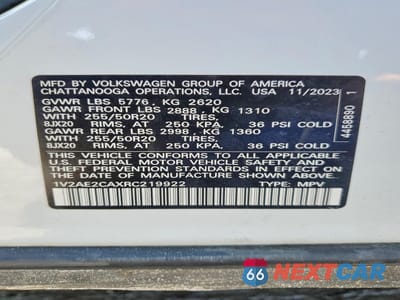 MFD BY VOLKSWAGEN GROUP OF AMERICA
CHATTANOOGA OPERATIONS, LLC. USA 11/2023
GVWR LBS 5776, KG 2620
GAWR FRONT LBS 2888, KG 1310
WITH 255/50R20 TIRES,
8JX20 RIMS, AT 250 KPA, 36 PSI COLD
GAWR REAR LBS 2998, KG 1360
WITH 255/50R20 TIRES,
8JX20 RIMS, AT 250 KPA, 36 PSI COLD
THIS VEHICLE CONFORMS TO ALL APPLICABLE
U.S. FEDERAL MOTOR VEHICLE SAFETY AND
THEFT PREVENTION STANDARDS IN EFFECT
ON THE DATE OF MANUFACTURE SHOWN ABOVE.
1V2AE2CAXRC219922 TYPE: MPV
4458890 1
66 NEXTCAR